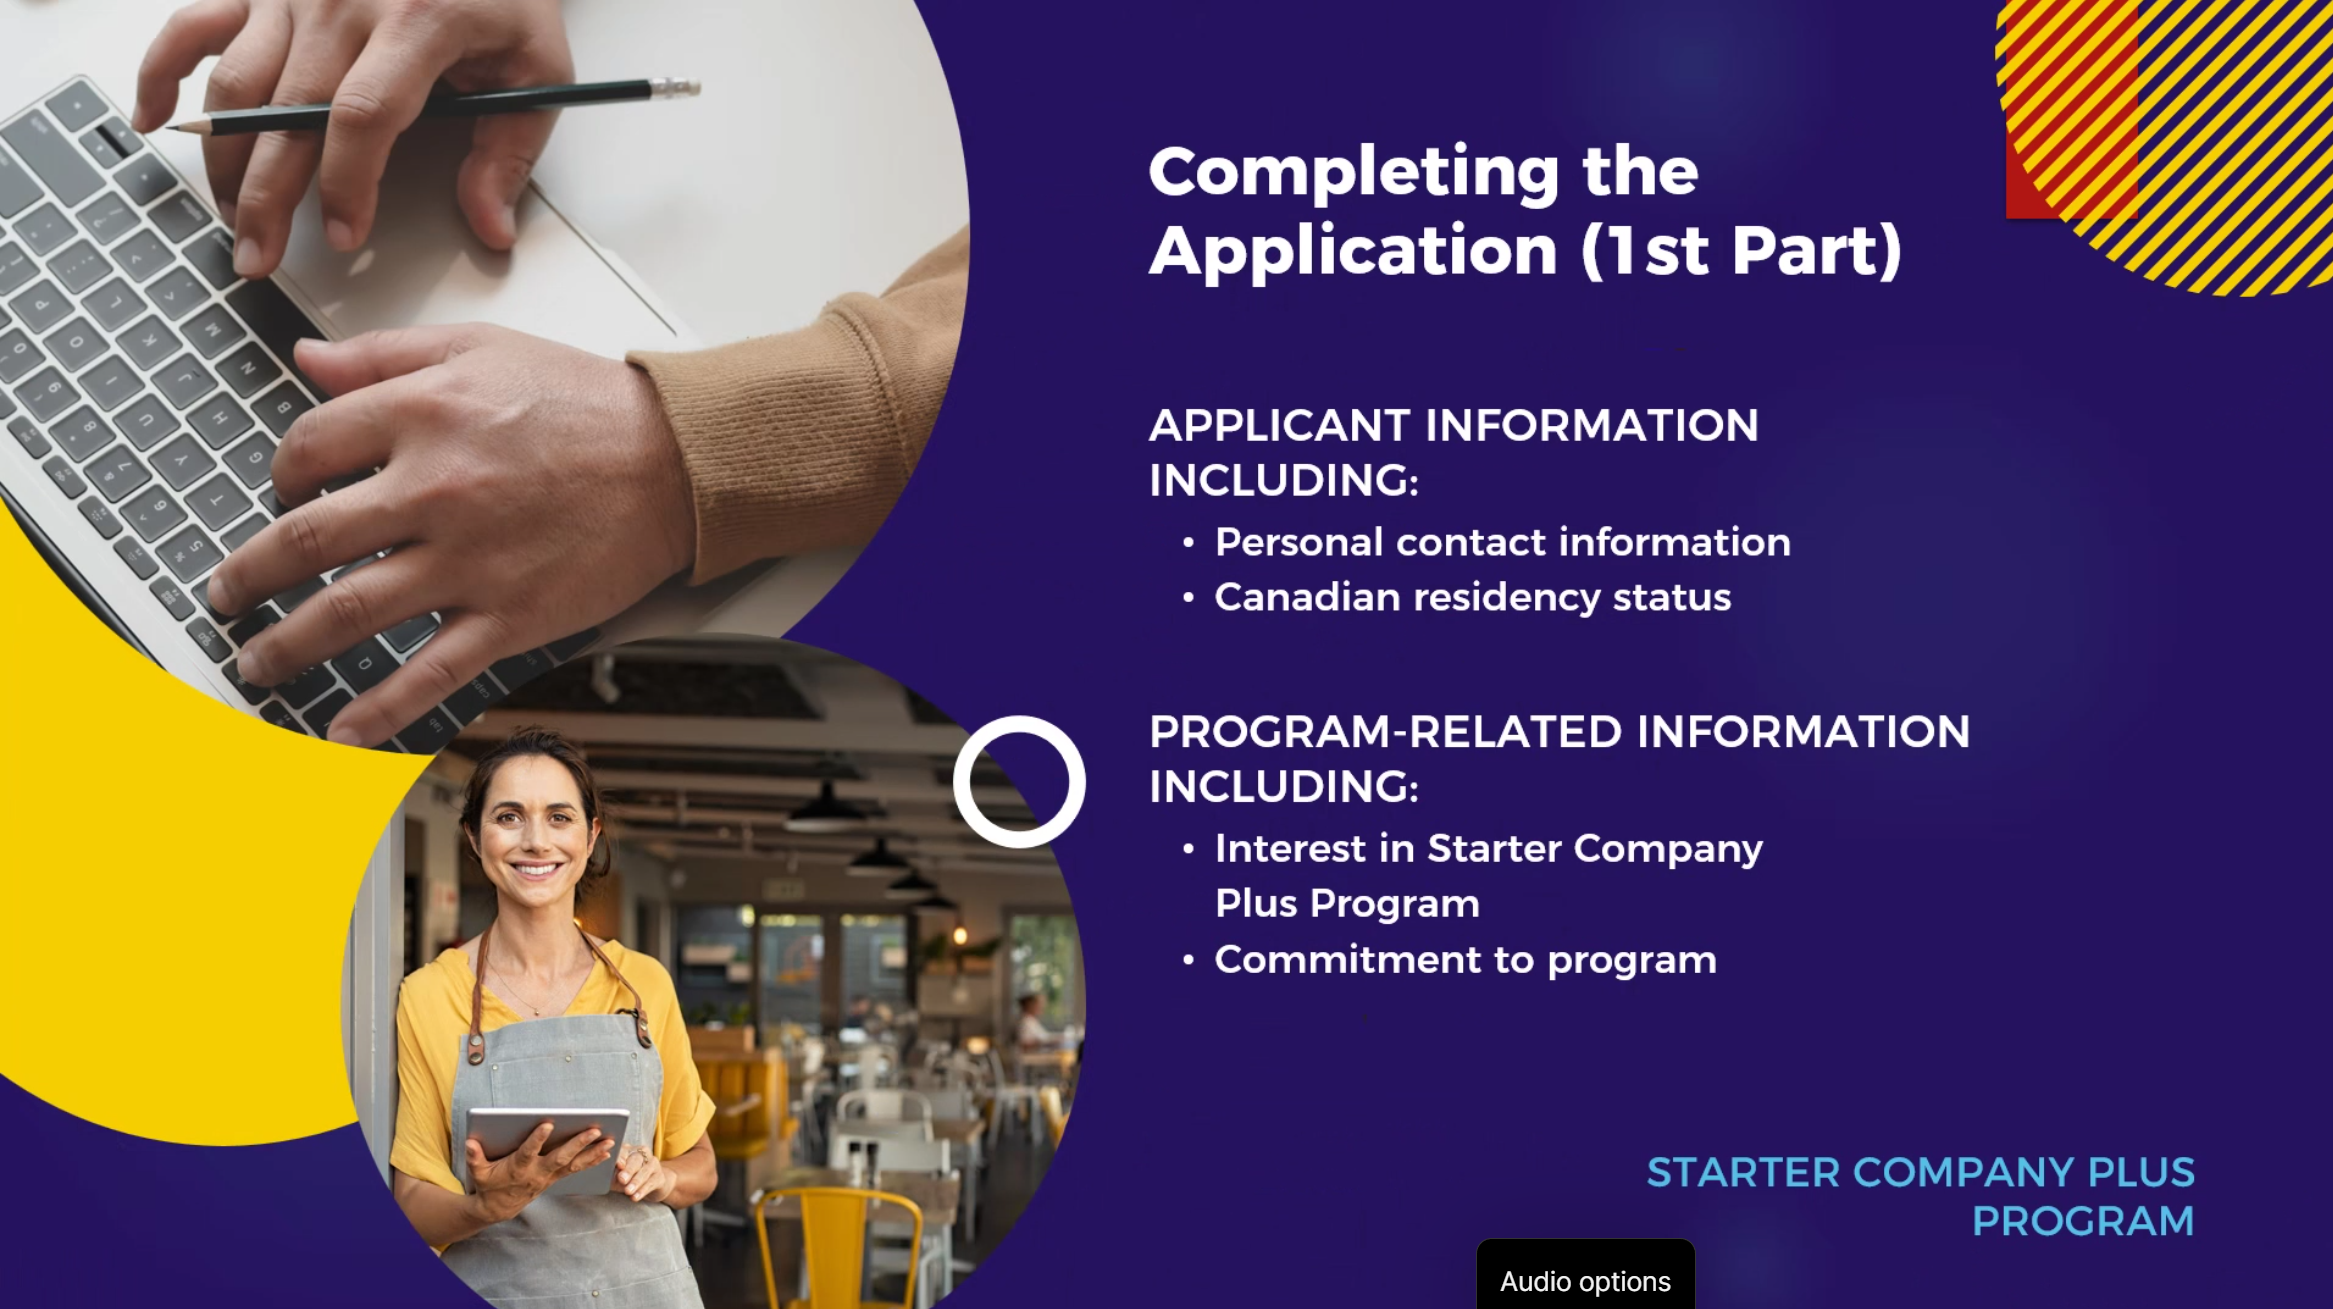 Completing the
Application (1st Part)
APPLICANT INFORMATION
INCLUDING:
• Personal contact information
• Canadian residency status
PROGRAM-RELATED INFORMATION
INCLUDING:
• Interest in Starter Company
Plus Program
• Commitment to program
STARTER COMPANY PLUS
PROGRAM
Audio options